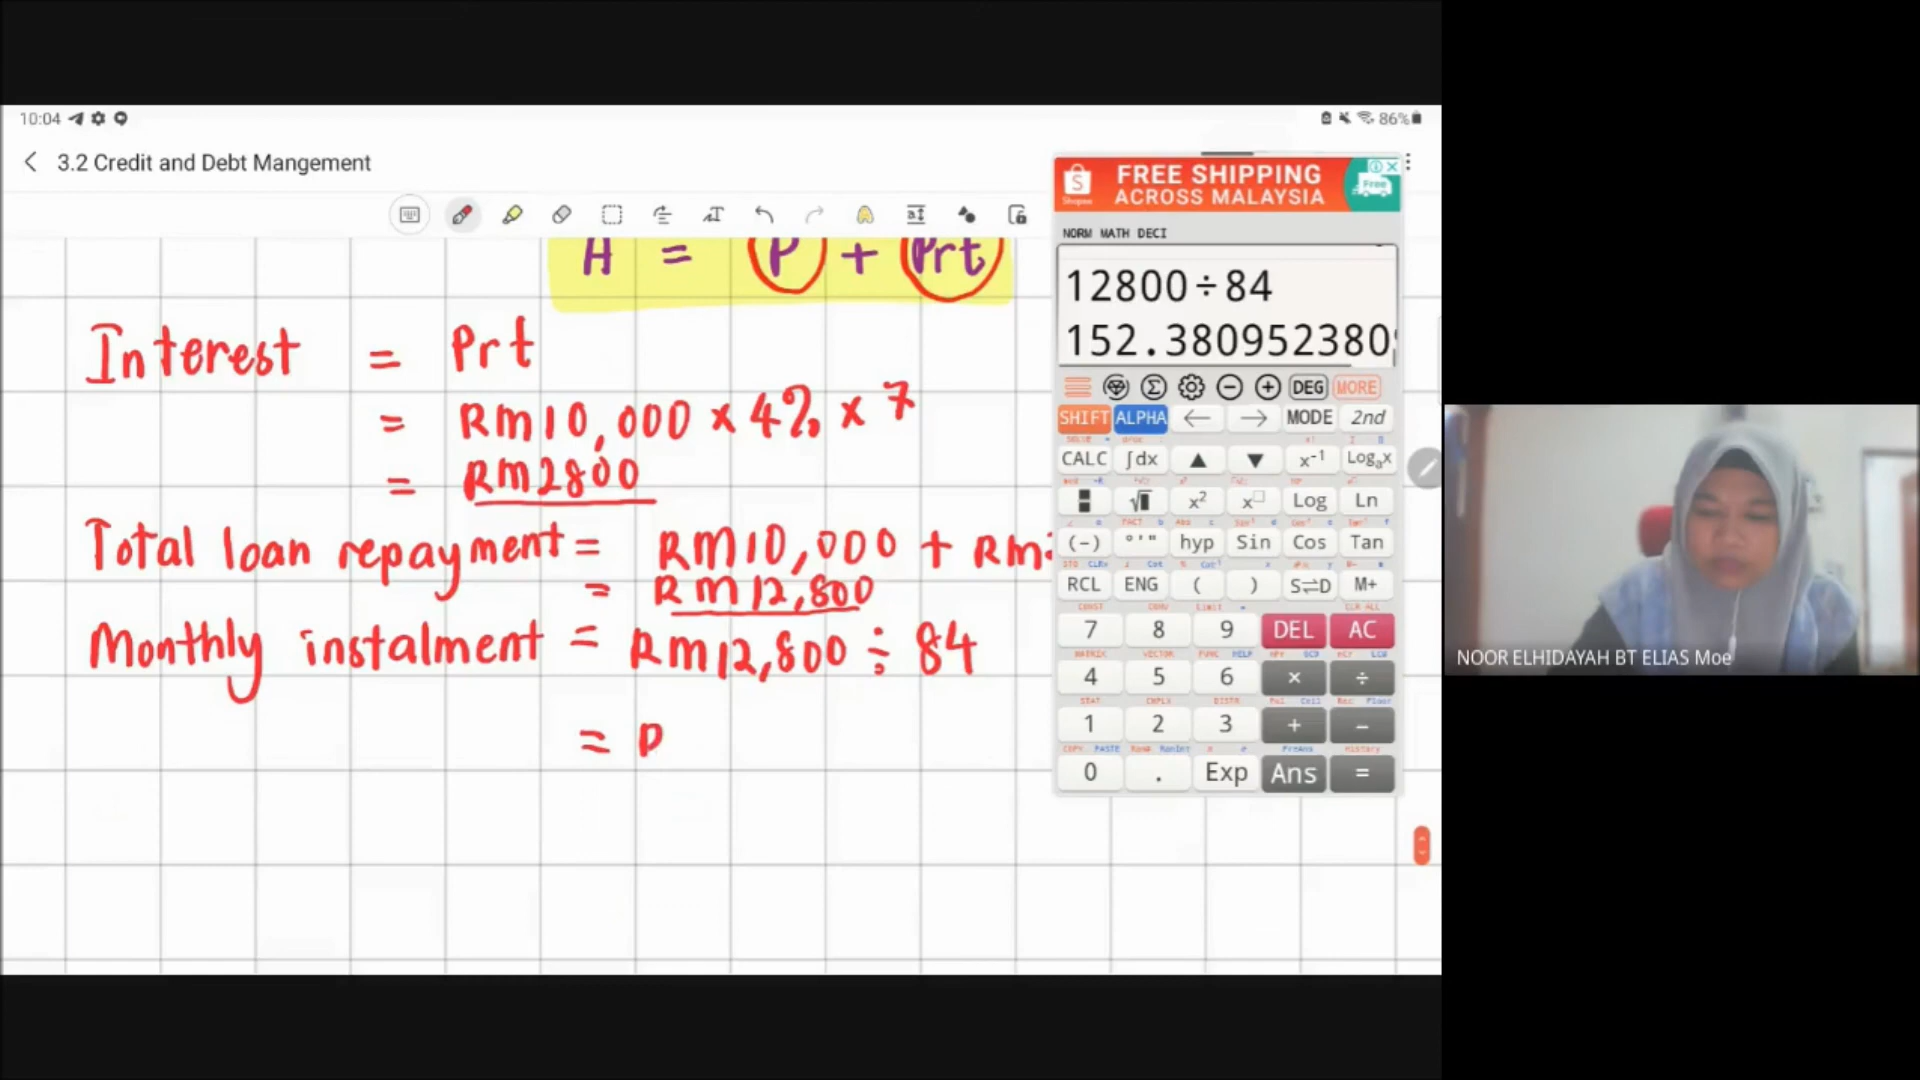 10:04
86%
3.2 Credit and Debt Mangement
A = P + Prt
Interest = Prt
= RM10,000 × 4% × 7
= RM2800
Total loan repayment = RM10,000 + RM
= RM12,800
Monthly instalment = RM12,800 ÷ 84
= R
FREE SHIPPING
ACROSS MALAYSIA
Shopee
Free
NORM MATH DECI
12800÷84
152.380952380
DEG MORE
SHIFT ALPHA ← → MODE 2nd
CALC ∫dx ▲ ▼ x⁻¹ Logₐx
√ x² x□ Log Ln
(−) °'" hyp Sin Cos Tan
RCL ENG ( ) S⇌D M+
7 8 9 DEL AC
4 5 6 × ÷
1 2 3 + −
0 . Exp Ans =
NOOR ELHIDAYAH BT ELIAS Moe